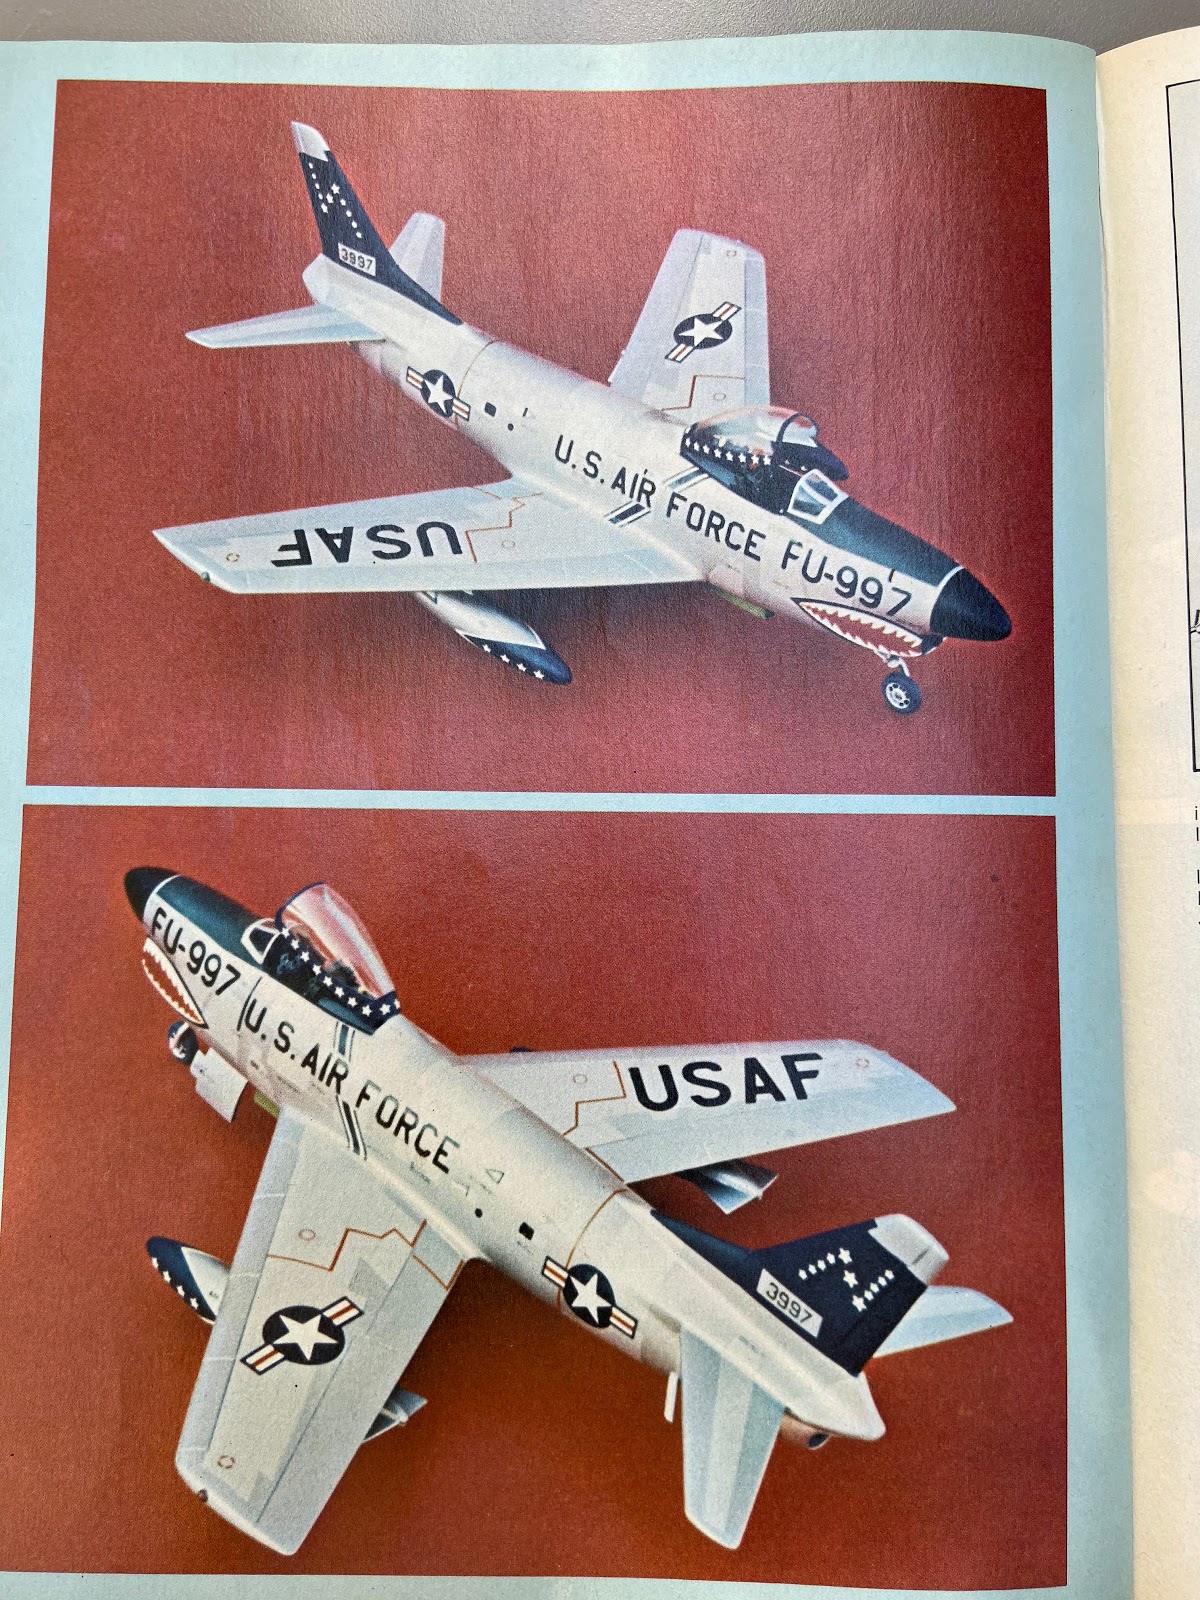 3997
U.S. AIR FORCE FU-997
USAF
FU-997
U.S. AIR FORCE
USAF
3997